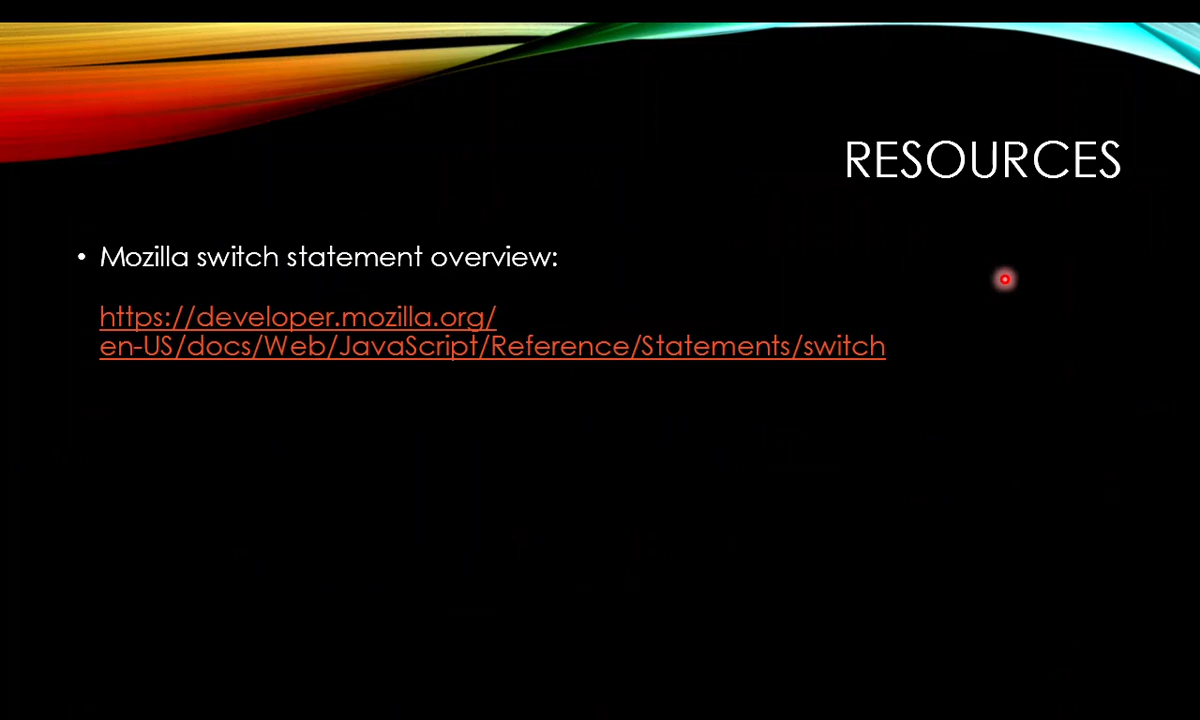 RESOURCES
• Mozilla switch statement overview:
https://developer.mozilla.org/
en-US/docs/Web/JavaScript/Reference/Statements/switch